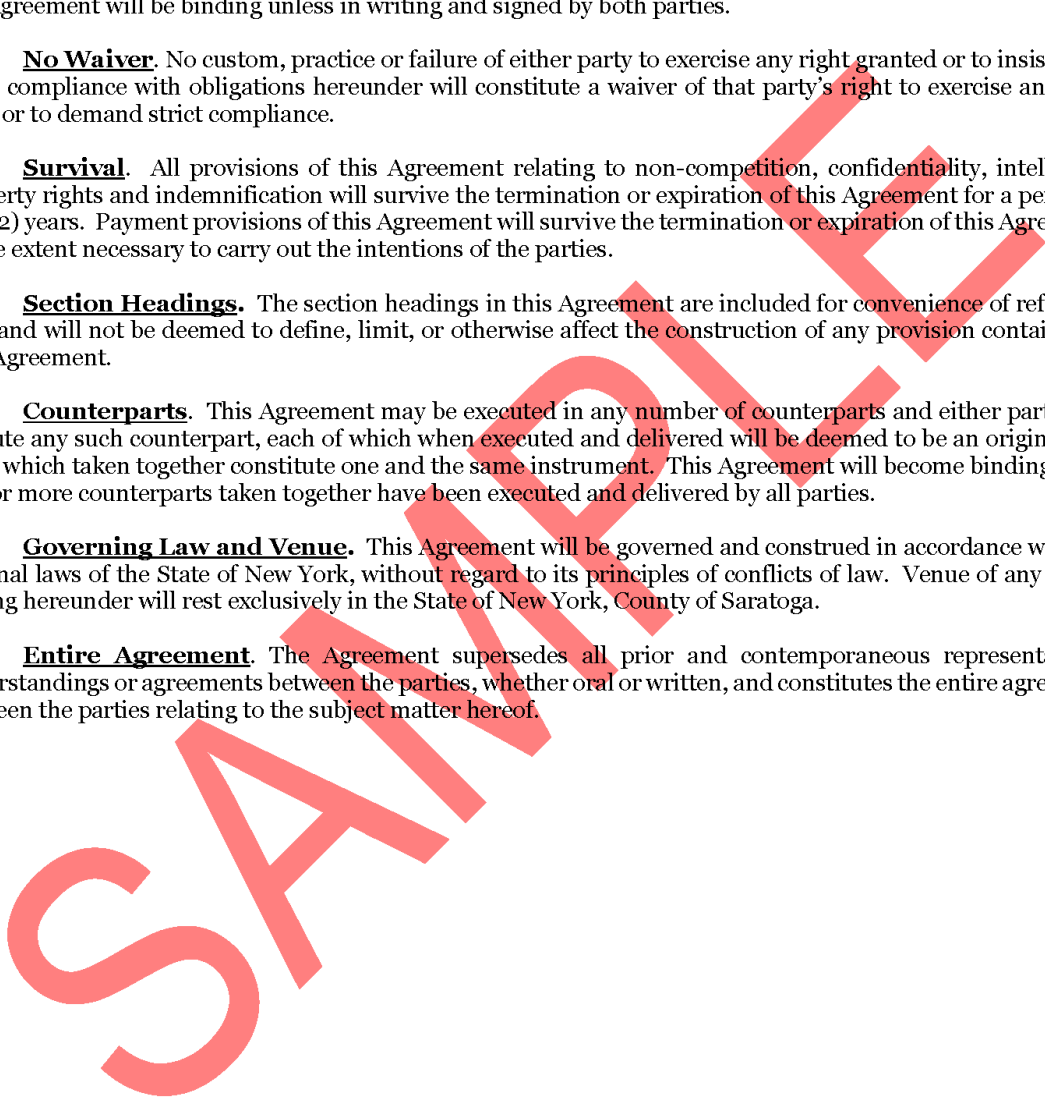 greement will be binding unless in writing and signed by both parties.
No Waiver. No custom, practice or failure of either party to exercise any right granted or to insis
compliance with obligations hereunder will constitute a waiver of that party's right to exercise an
or to demand strict compliance.
Survival. All provisions of this Agreement relating to non-competition, confidentiality, intell
erty rights and indemnification will survive the termination or expiration of this Agreement for a pe
2) years. Payment provisions of this Agreement will survive the termination or expiration of this Agre
e extent necessary to carry out the intentions of the parties.
Section Headings. The section headings in this Agreement are included for convenience of ref
and will not be deemed to define, limit, or otherwise affect the construction of any provision contai
Agreement.
Counterparts. This Agreement may be executed in any number of counterparts and either part
ute any such counterpart, each of which when executed and delivered will be deemed to be an origin
which taken together constitute one and the same instrument. This Agreement will become binding
or more counterparts taken together have been executed and delivered by all parties.
Governing Law and Venue. This Agreement will be governed and construed in accordance w
nal laws of the State of New York, without regard to its principles of conflicts of law. Venue of any
ng hereunder will rest exclusively in the State of New York, County of Saratoga.
Entire Agreement. The Agreement supersedes all prior and contemporaneous represent
rstandings or agreements between the parties, whether oral or written, and constitutes the entire agre
een the parties relating to the subject matter hereof.
SAMPLE